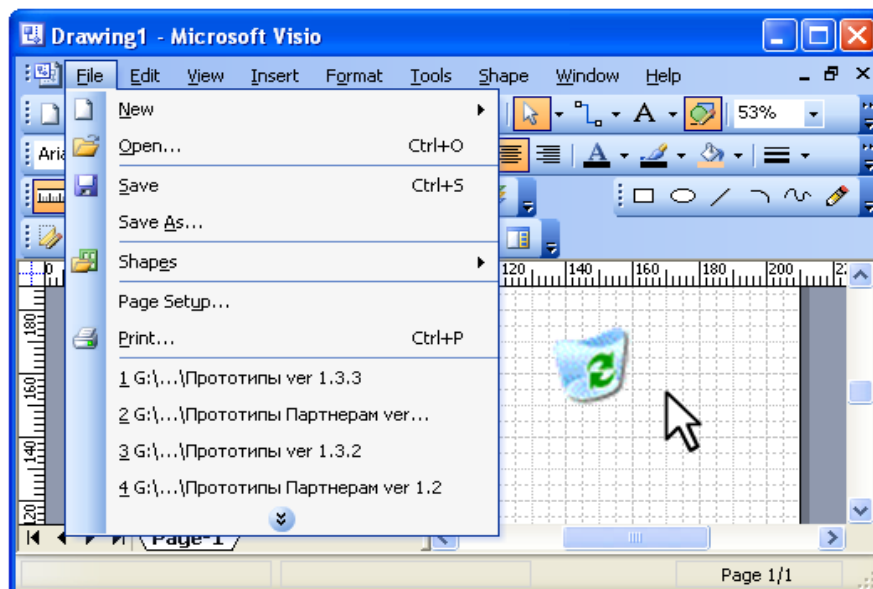 Drawing1 - Microsoft Visio
File Edit View Insert Format Tools Shape Window Help
New
A 53%
Open... Ctrl+O
A
Save Ctrl+S
Save As...
Shapes
0 120 140 160 180 200
Page Setup...
180
Print... Ctrl+P
1 G:\...\Прототипы ver 1.3.3
160
2 G:\...\Прототипы Партнерам ver...
3 G:\...\Прототипы ver 1.3.2
140
4 G:\...\Прототипы Партнерам ver 1.2
Page-1
Page 1/1